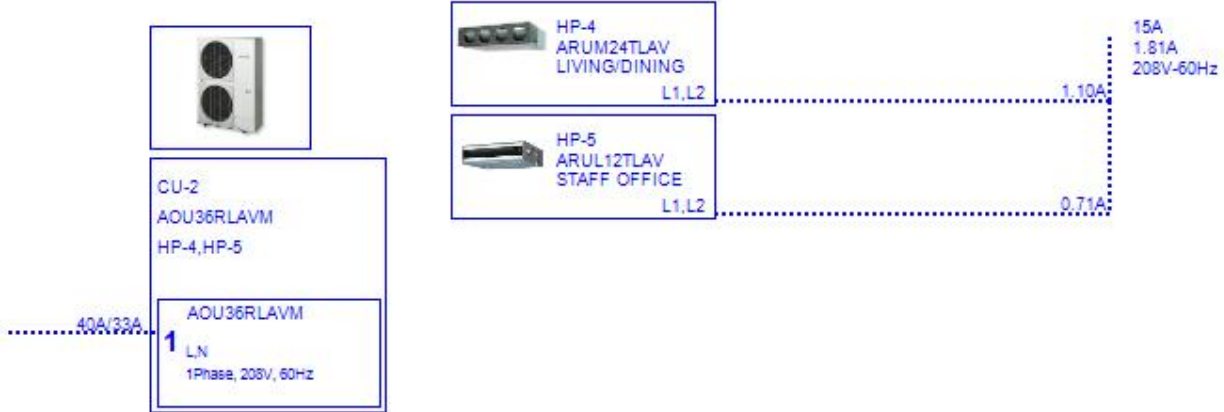 HP-4
ARUM24TLAV
LIVING/DINING
L1,L2
1.10A
15A
1.81A
208V-60Hz
HP-5
ARUL12TLAV
STAFF OFFICE
L1,L2
0.71A
CU-2
AOU36RLAVM
HP-4,HP-5
40A/33A
AOU36RLAVM
1
L,N
1Phase, 208V, 60Hz